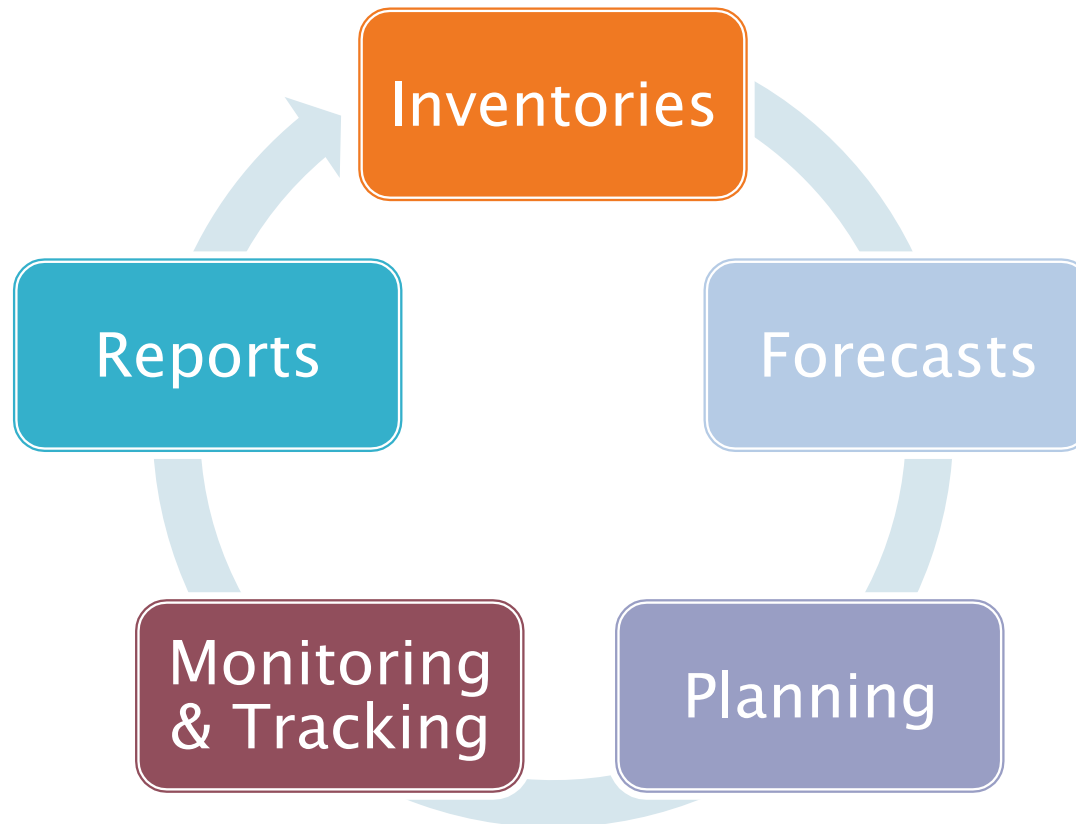 Inventories
Forecasts
Planning
Monitoring
& Tracking
Reports